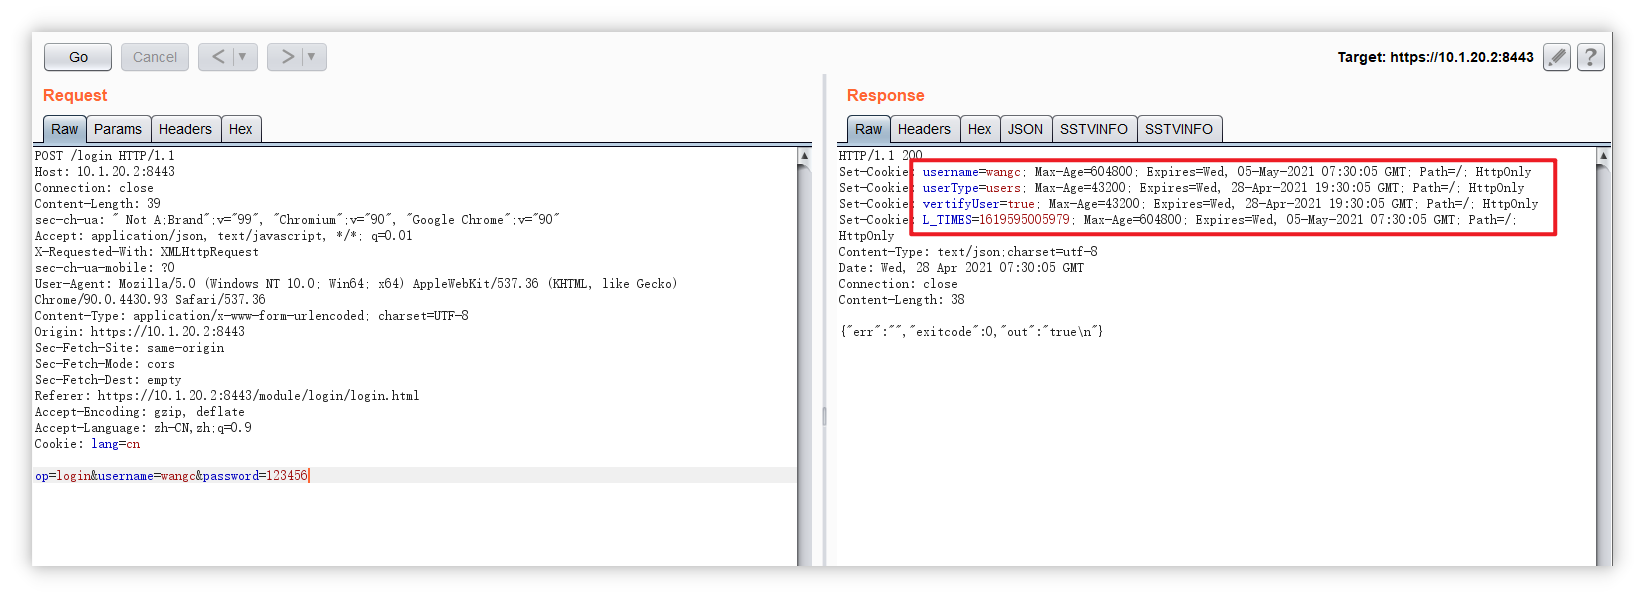 Go Cancel < ▼ > ▼ Target: https://10.1.20.2:8443 ?
Request
Raw Params Headers Hex
POST /login HTTP/1.1
Host: 10.1.20.2:8443
Connection: close
Content-Length: 39
sec-ch-ua: " Not A;Brand";v="99", "Chromium";v="90", "Google Chrome";v="90"
Accept: application/json, text/javascript, */*; q=0.01
X-Requested-With: XMLHttpRequest
sec-ch-ua-mobile: ?0
User-Agent: Mozilla/5.0 (Windows NT 10.0; Win64; x64) AppleWebKit/537.36 (KHTML, like Gecko)
Chrome/90.0.4430.93 Safari/537.36
Content-Type: application/x-www-form-urlencoded; charset=UTF-8
Origin: https://10.1.20.2:8443
Sec-Fetch-Site: same-origin
Sec-Fetch-Mode: cors
Sec-Fetch-Dest: empty
Referer: https://10.1.20.2:8443/module/login/login.html
Accept-Encoding: gzip, deflate
Accept-Language: zh-CN,zh;q=0.9
Cookie: lang=cn
op=login&username=wangc&password=123456
Response
Raw Headers Hex JSON SSTVINFO SSTVINFO
HTTP/1.1 200
Set-Cookie: username=wangc; Max-Age=604800; Expires=Wed, 05-May-2021 07:30:05 GMT; Path=/; HttpOnly
Set-Cookie: userType=users; Max-Age=43200; Expires=Wed, 28-Apr-2021 19:30:05 GMT; Path=/; HttpOnly
Set-Cookie: vertifyUser=true; Max-Age=43200; Expires=Wed, 28-Apr-2021 19:30:05 GMT; Path=/; HttpOnly
Set-Cookie: L_TIMES=1619595005979; Max-Age=604800; Expires=Wed, 05-May-2021 07:30:05 GMT; Path=/;
HttpOnly
Content-Type: text/json;charset=utf-8
Date: Wed, 28 Apr 2021 07:30:05 GMT
Connection: close
Content-Length: 38
{"err":"","exitcode":0,"out":"true\n"}